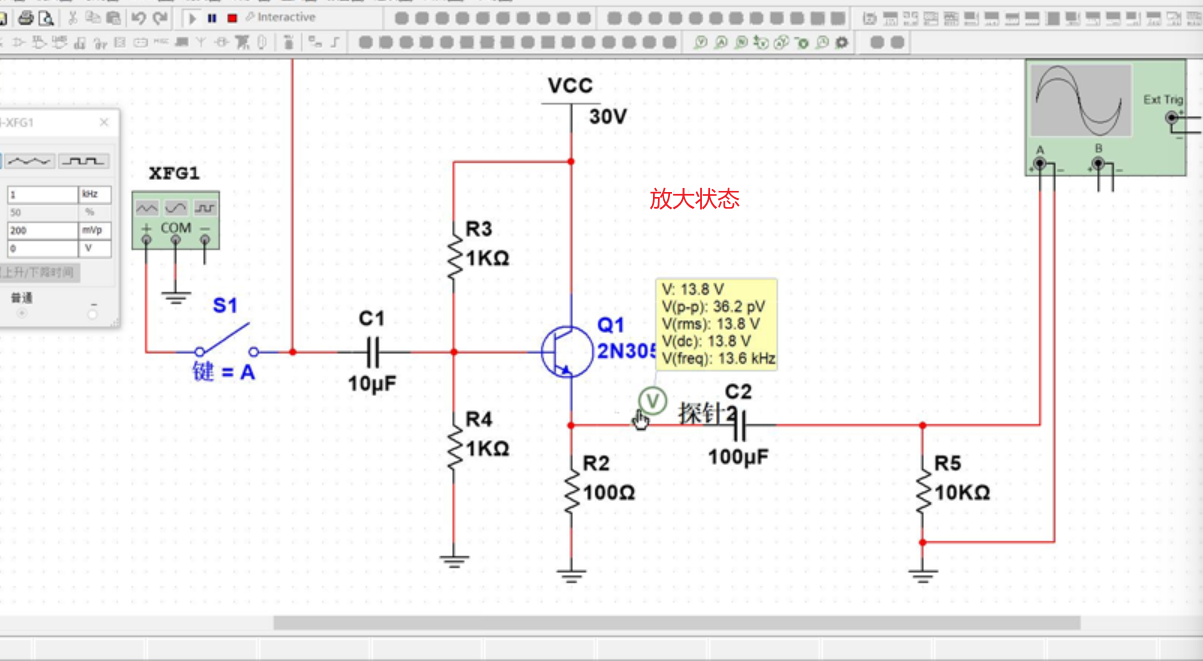 Interactive
VCC
30V
-XFG1
XFG1
1 kHz
50 %
200 mVp
0 V
上升/下降时间
普通
+ COM −
S1
键 = A
C1
10µF
R3
1KΩ
放大状态
Q1
2N305
V: 13.8 V
V(p-p): 36.2 pV
V(rms): 13.8 V
V(dc): 13.8 V
V(freq): 13.6 kHz
V
探针2
C2
100µF
R4
1KΩ
R2
100Ω
R5
10KΩ
Ext Trig
A
B